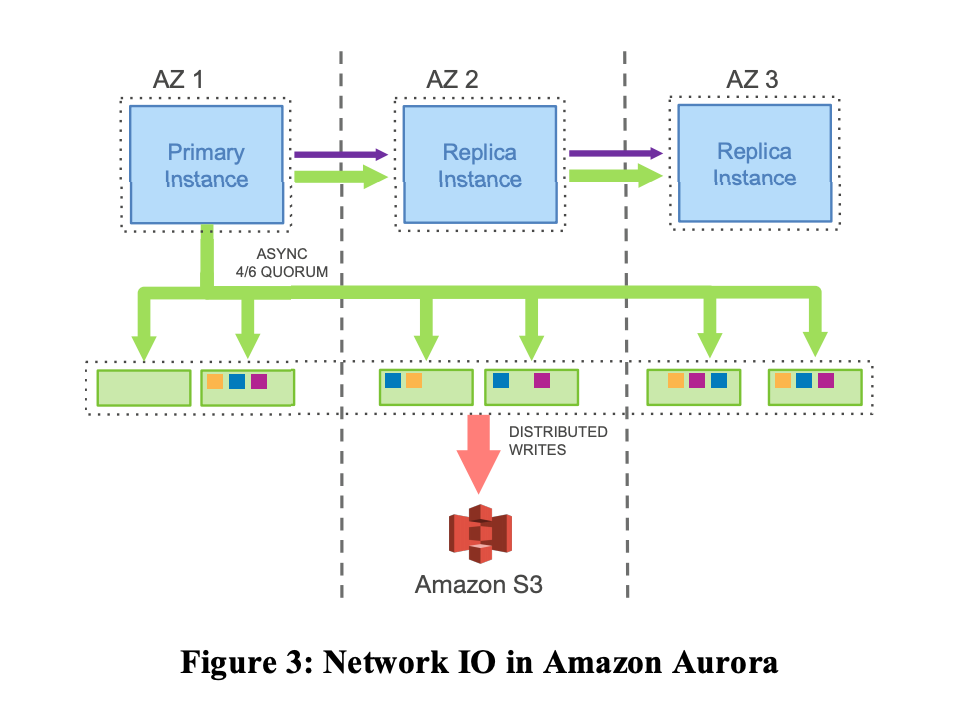 AZ 1
AZ 2
AZ 3
Primary
Instance
Replica
Instance
Replica
Instance
ASYNC
4/6 QUORUM
DISTRIBUTED
WRITES
Amazon S3
Figure 3: Network IO in Amazon Aurora